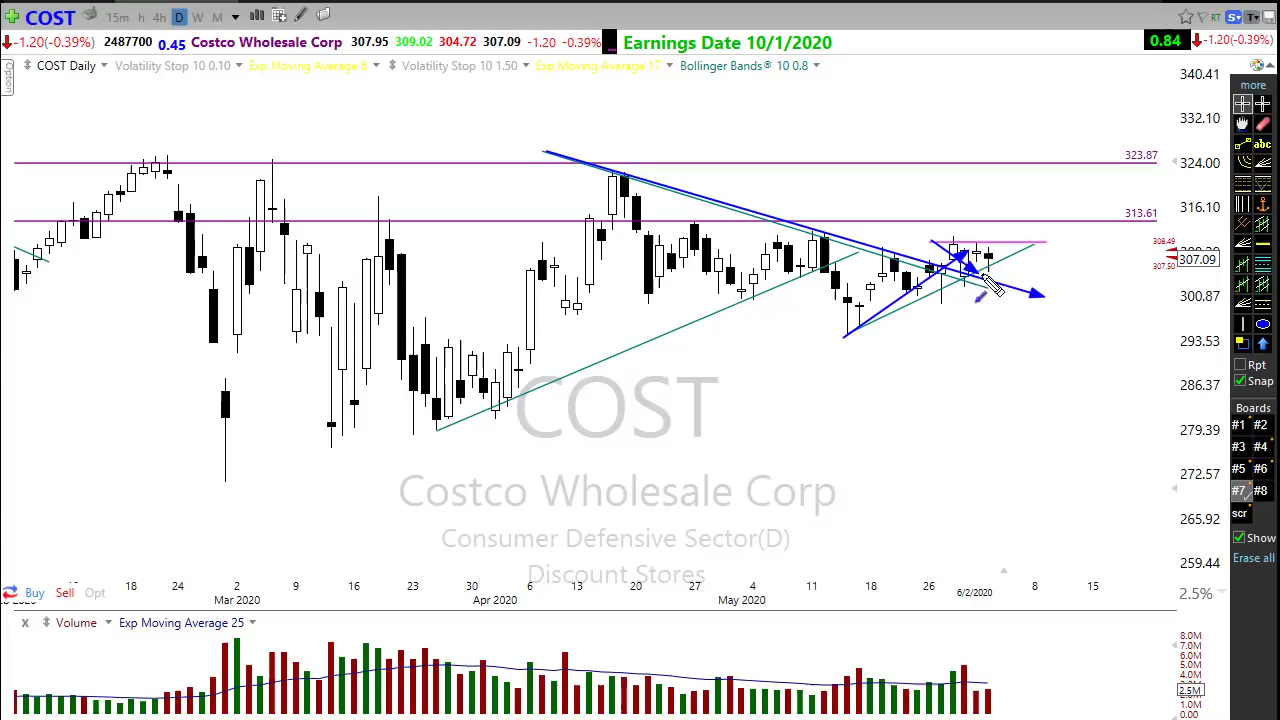 COST 15m h 4h D W M RT S T
-1.20(-0.39%) 2487700 0.45 Costco Wholesale Corp 307.95 309.02 304.72 307.09 -1.20 -0.39% Earnings Date 10/1/2020 0.84 -1.20(-0.39%)
Option
COST Daily Volatility Stop 10 0.10 Exp Moving Average 8 Volatility Stop 10 1.50 Exp Moving Average 17 Bollinger Bands® 10 0.8
340.41
332.10
323.87
324.00
316.10
313.61
308.49
307.09
307.50
300.87
293.53
286.37
279.39
272.57
265.92
259.44
COST
Costco Wholesale Corp
Consumer Defensive Sector(D)
Discount Stores
18 24 2 9 16 23 30 6 13 20 27 4 11 18 26 6/2/2020 8 15
Mar 2020 Apr 2020 May 2020
Buy Sell Opt
2.5%
x Volume Exp Moving Average 25
8.0M
7.0M
6.0M
5.0M
4.0M
2.5M
1.0M
0.00
more
abc
Rpt
Snap
Boards
#1 #2
#3 #4
#5 #6
#7 #8
scr
Show
Erase all